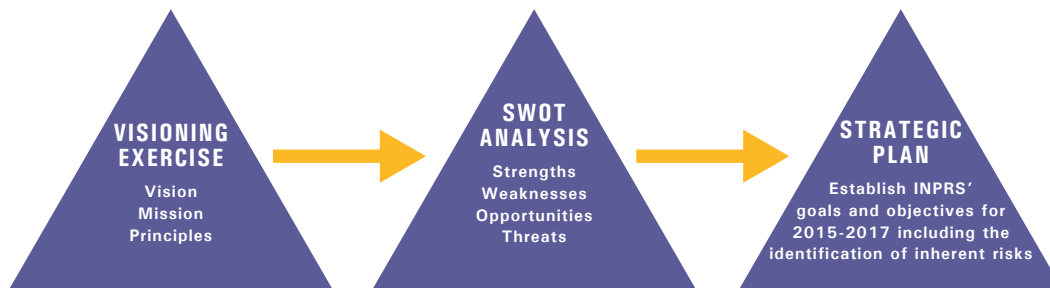 VISIONING
EXERCISE
Vision
Mission
Principles
SWOT
ANALYSIS
Strengths
Weaknesses
Opportunities
Threats
STRATEGIC
PLAN
Establish INPRS’
goals and objectives for
2015-2017 including the
identification of inherent risks